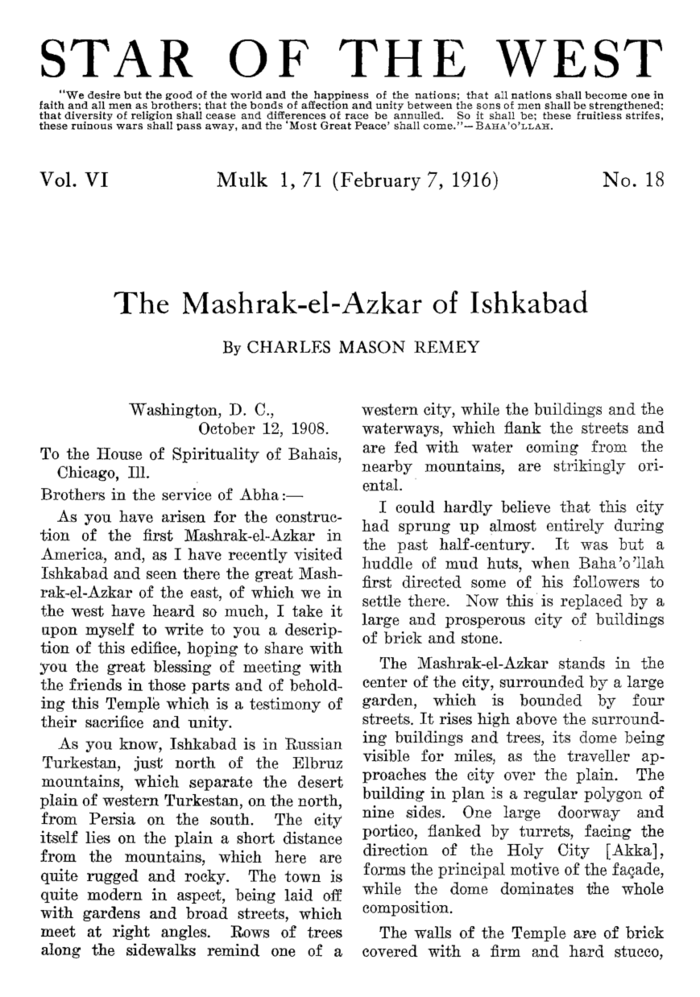 STAR OF THE WEST
"We desire but the good of the world and the happiness of the nations; that all nations shall become one in
faith and all men as brothers; that the bonds of affection and unity between the sons of men shall be strengthened;
that diversity of religion shall cease and differences of race be annulled. So it shall be; these fruitless strifes,
these ruinous wars shall pass away, and the 'Most Great Peace' shall come."—BAHA'O'LLAH.
Vol. VI Mulk 1, 71 (February 7, 1916) No. 18
The Mashrak-el-Azkar of Ishkabad
By CHARLES MASON REMEY
Washington, D. C.,
October 12, 1908.
To the House of Spirituality of Bahais,
Chicago, Ill.
Brothers in the service of Abha:—
As you have arisen for the construc-
tion of the first Mashrak-el-Azkar in
America, and, as I have recently visited
Ishkabad and seen there the great Mash-
rak-el-Azkar of the east, of which we in
the west have heard so much, I take it
upon myself to write to you a descrip-
tion of this edifice, hoping to share with
you the great blessing of meeting with
the friends in those parts and of behold-
ing this Temple which is a testimony of
their sacrifice and unity.
As you know, Ishkabad is in Russian
Turkestan, just north of the Elbruz
mountains, which separate the desert
plain of western Turkestan, on the north,
from Persia on the south. The city
itself lies on the plain a short distance
from the mountains, which here are
quite rugged and rocky. The town is
quite modern in aspect, being laid off
with gardens and broad streets, which
meet at right angles. Rows of trees
along the sidewalks remind one of a
western city, while the buildings and the
waterways, which flank the streets and
are fed with water coming from the
nearby mountains, are strikingly ori-
ental.
I could hardly believe that this city
had sprung up almost entirely during
the past half-century. It was but a
huddle of mud huts, when Baha'o'llah
first directed some of his followers to
settle there. Now this is replaced by a
large and prosperous city of buildings
of brick and stone.
The Mashrak-el-Azkar stands in the
center of the city, surrounded by a large
garden, which is bounded by four
streets. It rises high above the surround-
ing buildings and trees, its dome being
visible for miles, as the traveller ap-
proaches the city over the plain. The
building in plan is a regular polygon of
nine sides. One large doorway and
portico, flanked by turrets, facing the
direction of the Holy City [Akka],
forms the principal motive of the façade,
while the dome dominates the whole
composition.
The walls of the Temple are of brick
covered with a firm and hard stucco,